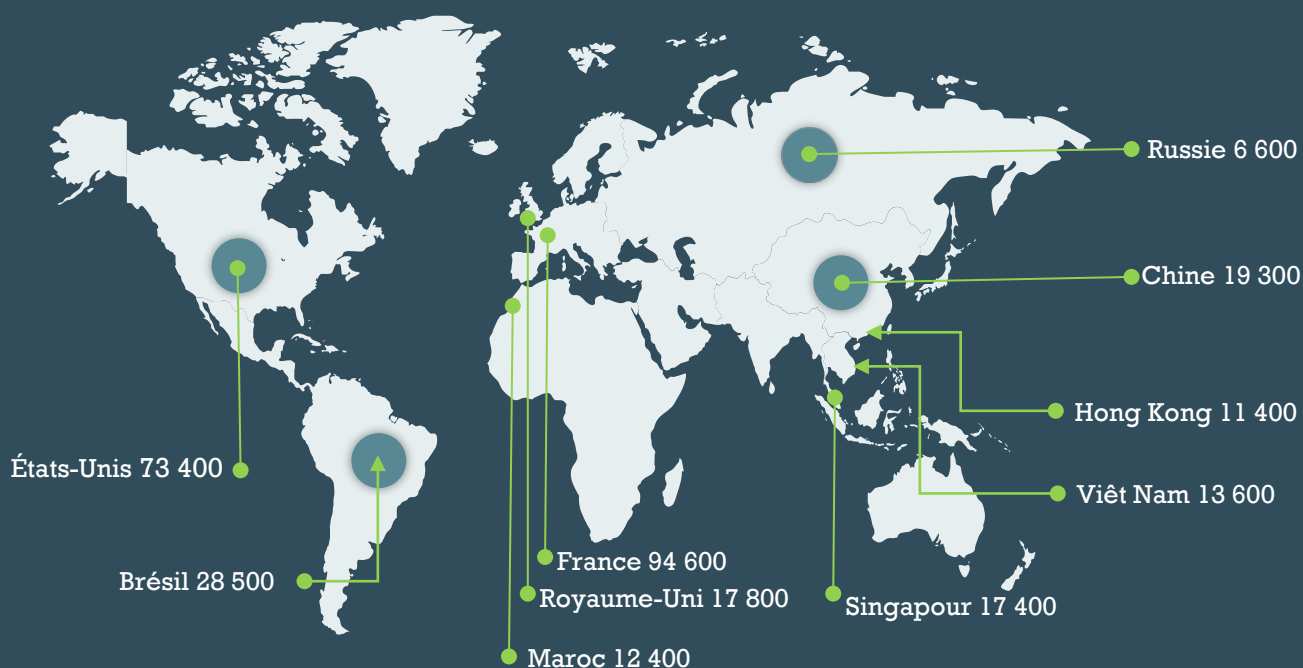 Russie 6 600
Chine 19 300
Hong Kong 11 400
États-Unis 73 400
Viêt Nam 13 600
France 94 600
Brésil 28 500
Royaume-Uni 17 800
Singapour 17 400
Maroc 12 400